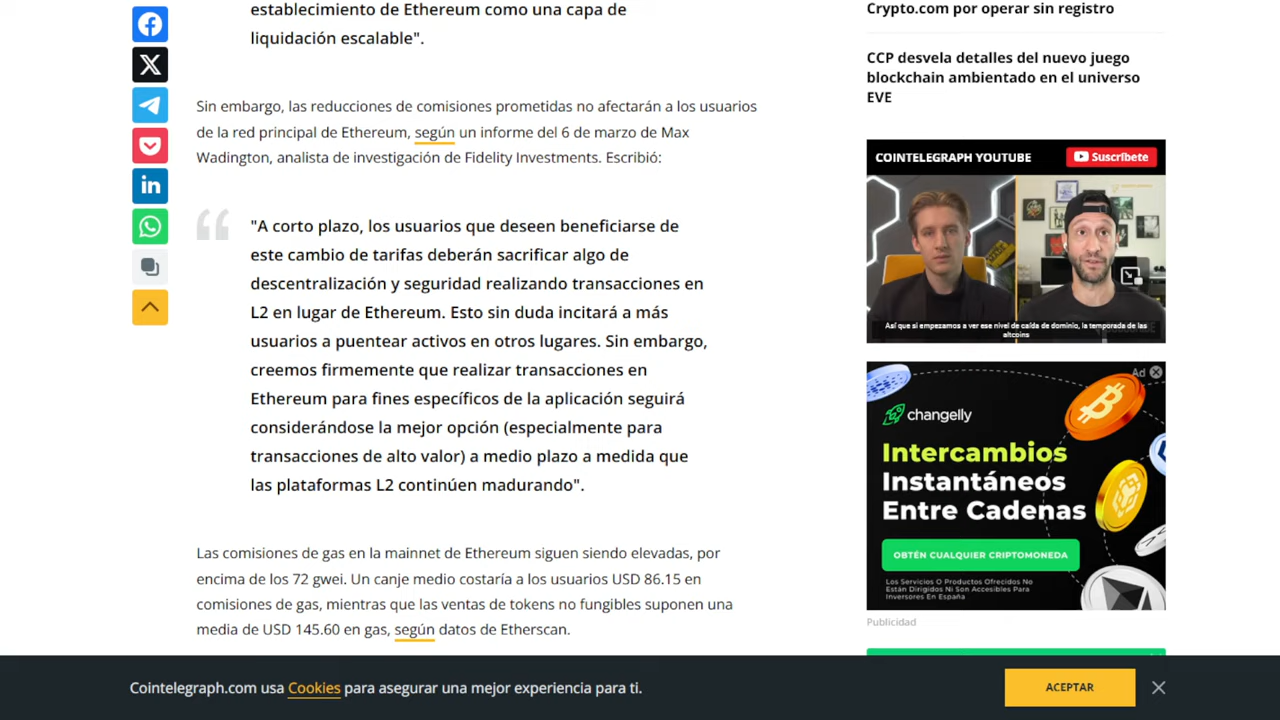 establecimiento de Ethereum como una capa de
liquidación escalable".
Sin embargo, las reducciones de comisiones prometidas no afectarán a los usuarios
de la red principal de Ethereum, según un informe del 6 de marzo de Max
Wadington, analista de investigación de Fidelity Investments. Escribió:
"A corto plazo, los usuarios que deseen beneficiarse de
este cambio de tarifas deberán sacrificar algo de
descentralización y seguridad realizando transacciones en
L2 en lugar de Ethereum. Esto sin duda incitará a más
usuarios a puentear activos en otros lugares. Sin embargo,
creemos firmemente que realizar transacciones en
Ethereum para fines específicos de la aplicación seguirá
considerándose la mejor opción (especialmente para
transacciones de alto valor) a medio plazo a medida que
las plataformas L2 continúen madurando".
Las comisiones de gas en la mainnet de Ethereum siguen siendo elevadas, por
encima de los 72 gwei. Un canje medio costaría a los usuarios USD 86.15 en
comisiones de gas, mientras que las ventas de tokens no fungibles suponen una
media de USD 145.60 en gas, según datos de Etherscan.
Crypto.com por operar sin registro
CCP desvela detalles del nuevo juego
blockchain ambientado en el universo
EVE
COINTELEGRAPH YOUTUBE
Suscríbete
Así que si empezamos a ver ese nivel de caída de dominio, la temporada de las
altcoins
Ad
changelly
Intercambios
Instantáneos
Entre Cadenas
OBTÉN CUALQUIER CRIPTOMONEDA
Los Servicios O Productos Ofrecidos No
Están Dirigidos Ni Son Accesibles Para
Inversores En España
Publicidad
Cointelegraph.com usa Cookies para asegurar una mejor experiencia para ti.
ACEPTAR